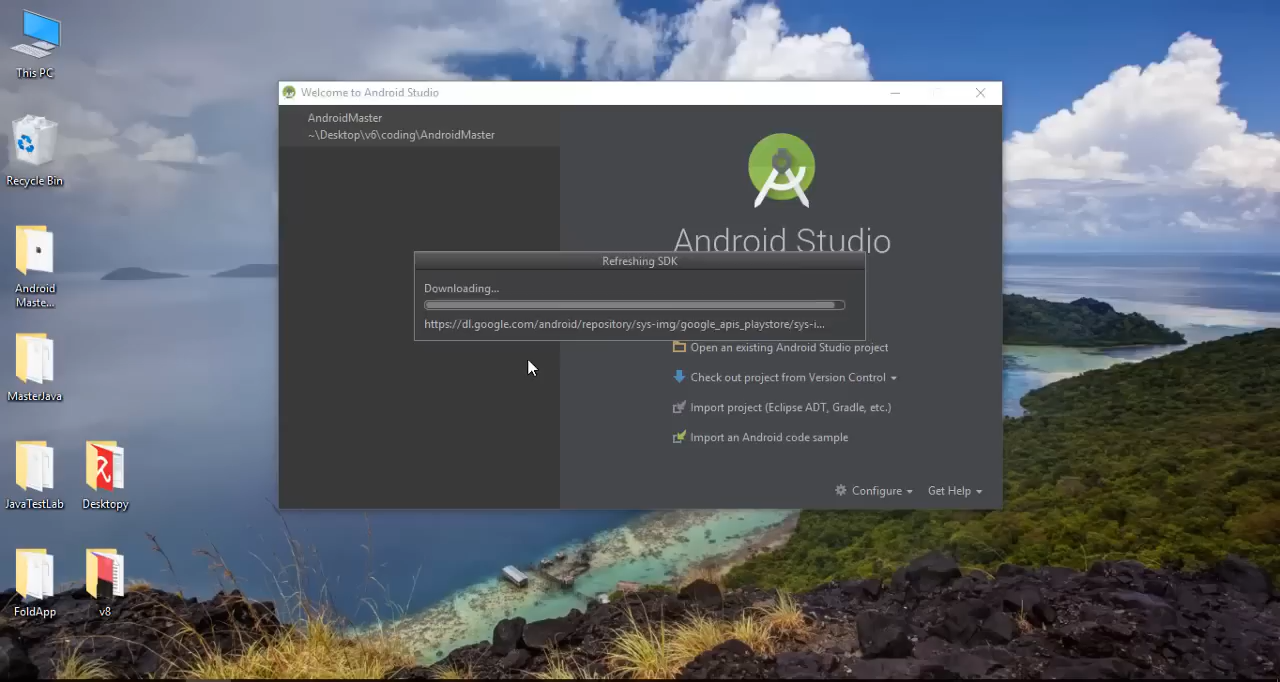 This PC
Recycle Bin
Android
Maste...
MasterJava
JavaTestLab
Desktopy
FoldApp
v8
Welcome to Android Studio
AndroidMaster
~\Desktop\v6\coding\AndroidMaster
Android Studio
Refreshing SDK
Downloading...
https://dl.google.com/android/repository/sys-img/google_apis_playstore/sys-i...
Open an existing Android Studio project
Check out project from Version Control
Import project (Eclipse ADT, Gradle, etc.)
Import an Android code sample
Configure
Get Help